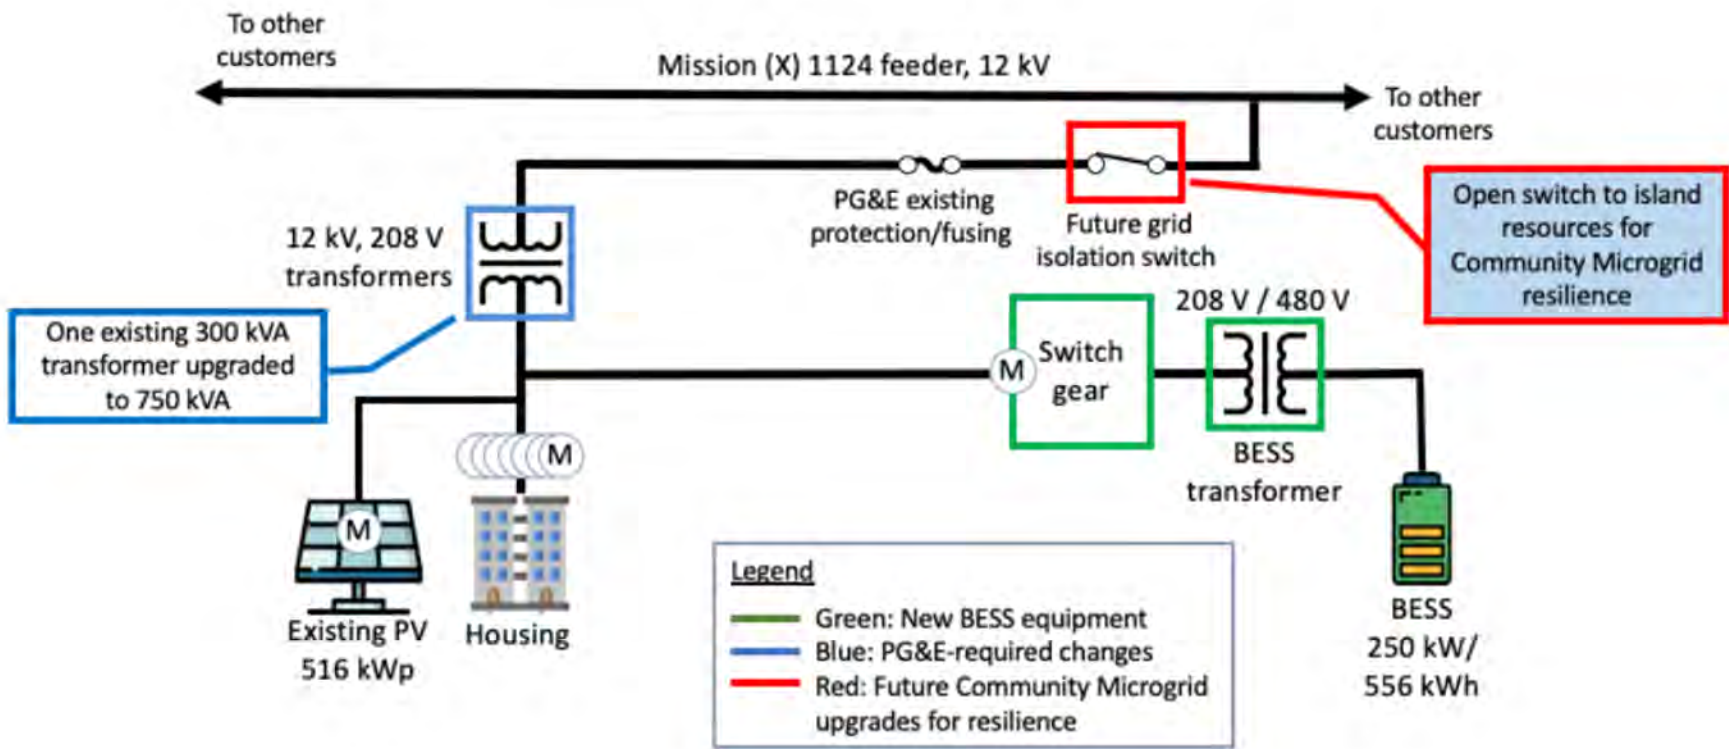 To other
customers
Mission (X) 1124 feeder, 12 kV
To other
customers
PG&E existing
protection/fusing
Future grid
isolation switch
Open switch to island
resources for
Community Microgrid
resilience
12 kV, 208 V
transformers
One existing 300 kVA
transformer upgraded
to 750 kVA
208 V / 480 V
M
Switch
gear
BESS
transformer
M
M
Existing PV
516 kWp
Housing
BESS
250 kW/
556 kWh
Legend
Green: New BESS equipment
Blue: PG&E-required changes
Red: Future Community Microgrid
upgrades for resilience